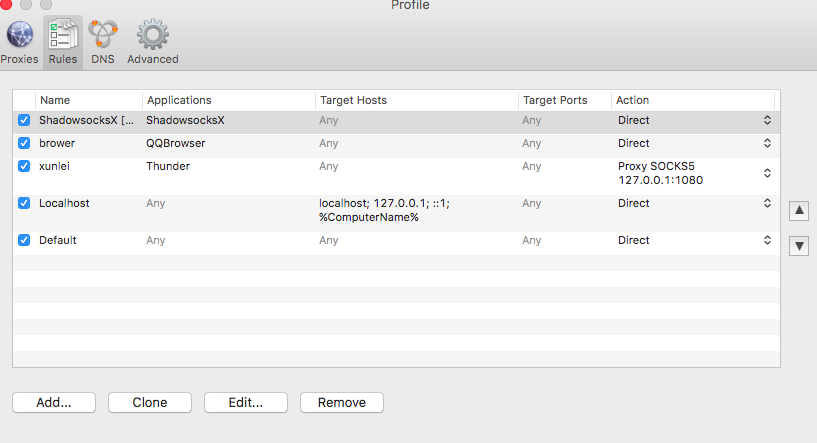 Profile
Proxies Rules DNS Advanced
Name Applications Target Hosts Target Ports Action
ShadowsocksX [... ShadowsocksX Any Any Direct
brower QQBrowser Any Any Direct
xunlei Thunder Any Any Proxy SOCKS5
127.0.0.1:1080
Localhost Any localhost; 127.0.0.1; ::1; Any Direct
%ComputerName%
Default Any Any Any Direct
Add... Clone Edit... Remove